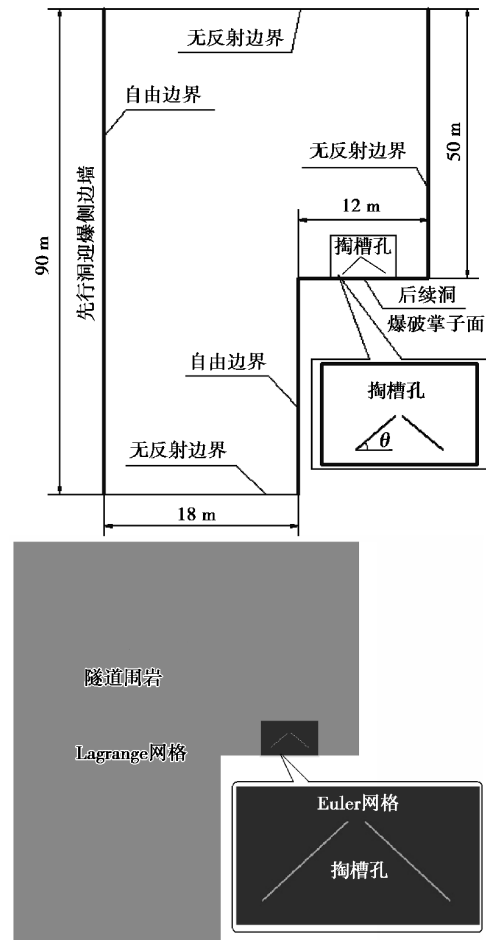 无反射边界
自由边界
无反射边界
50 m
12 m
掏槽孔
90 m
先行洞迎爆侧边墙
后续洞
爆破掌子面
自由边界
掏槽孔
θ
无反射边界
18 m
隧道围岩
Lagrange网格
Euler网格
掏槽孔